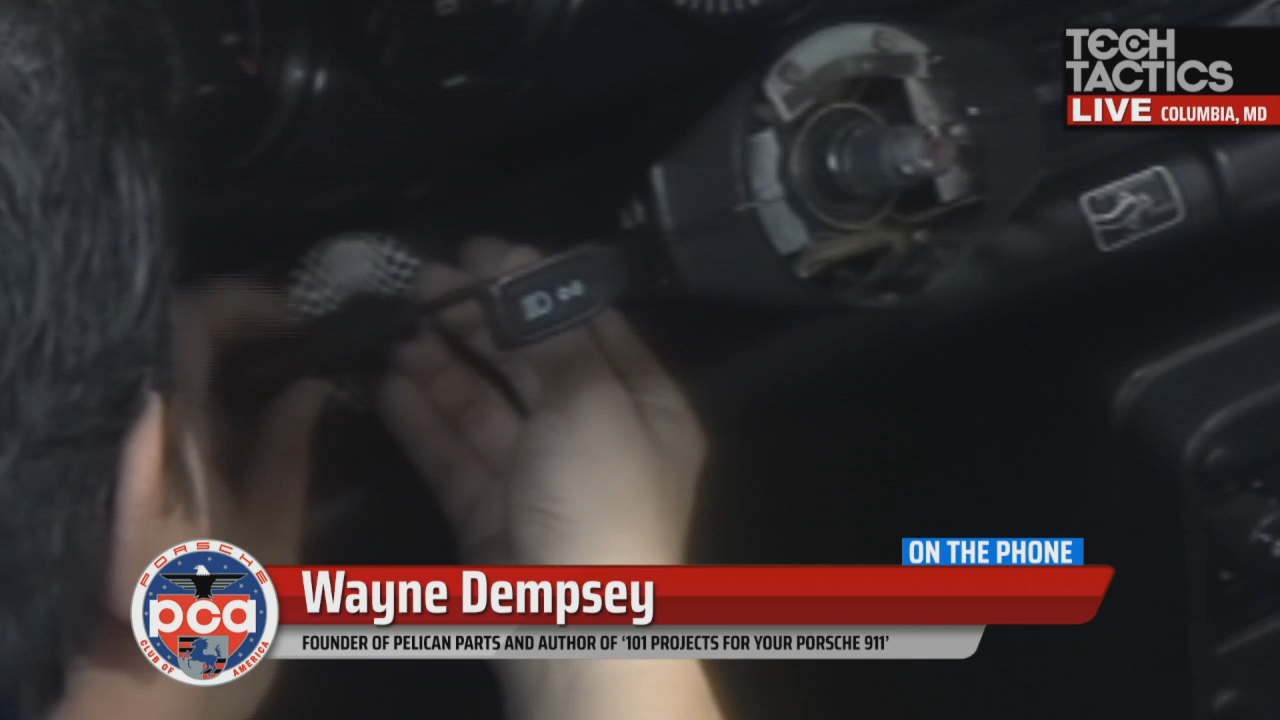 TECH
TACTICS
LIVE COLUMBIA, MD
ON THE PHONE
Wayne Dempsey
FOUNDER OF PELICAN PARTS AND AUTHOR OF ‘101 PROJECTS FOR YOUR PORSCHE 911’
PORSCHE
pca
CLUB OF AMERICA